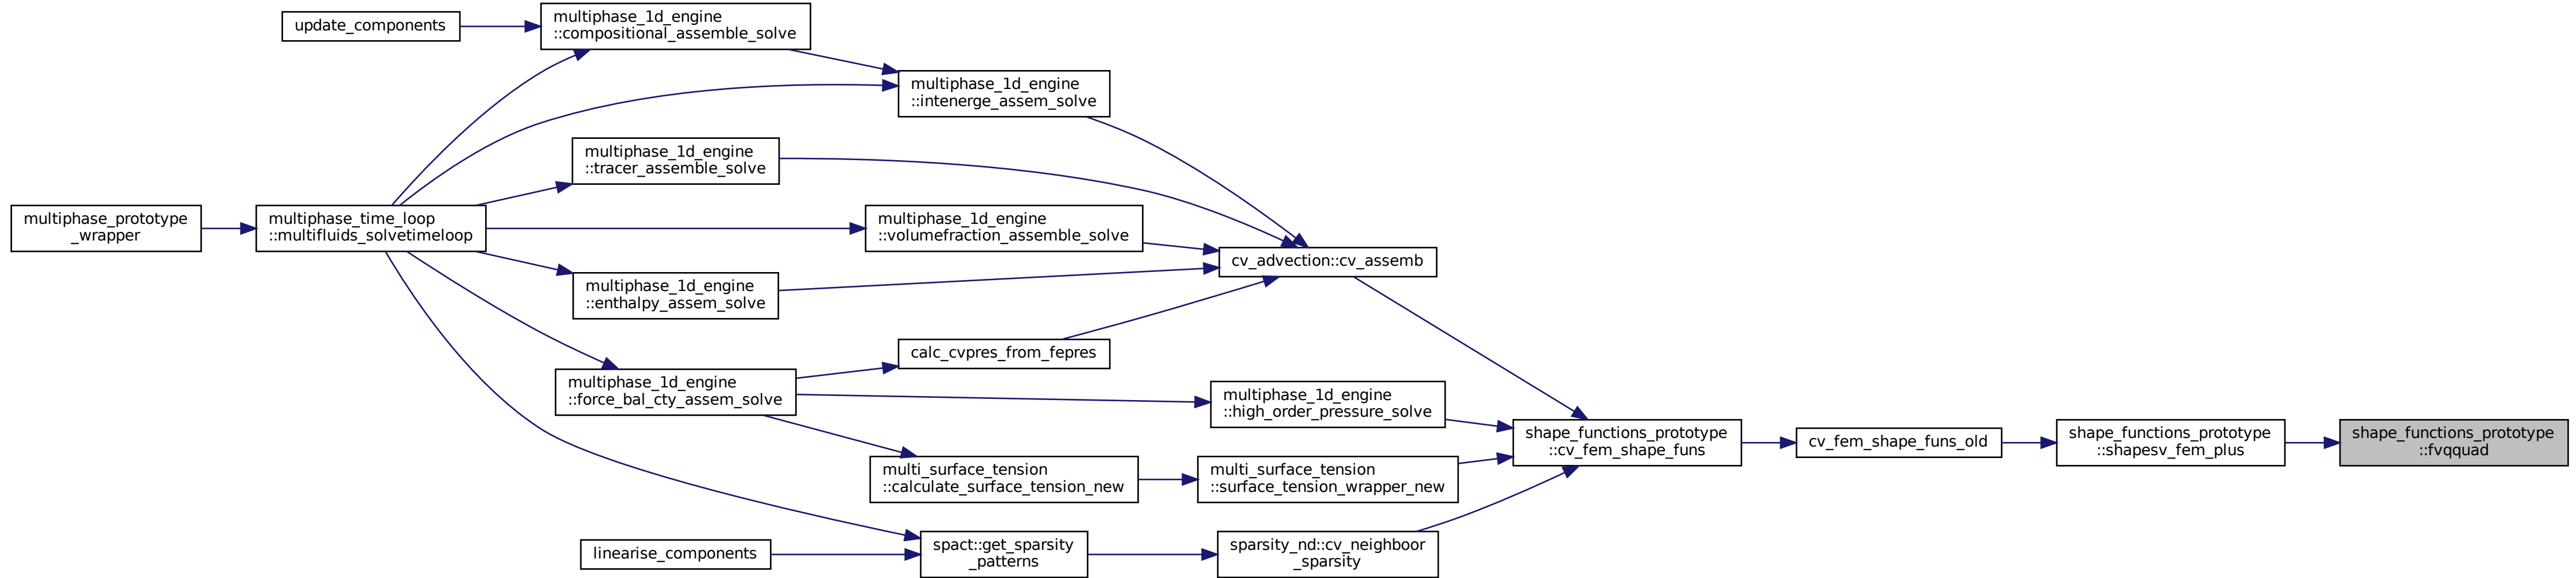 update_components
multiphase_1d_engine
::compositional_assemble_solve
multiphase_1d_engine
::intenerge_assem_solve
multiphase_1d_engine
::tracer_assemble_solve
multiphase_prototype
_wrapper
multiphase_time_loop
::multifluids_solvetimeloop
multiphase_1d_engine
::volumefraction_assemble_solve
cv_advection::cv_assemb
multiphase_1d_engine
::enthalpy_assem_solve
calc_cvpres_from_fepres
multiphase_1d_engine
::force_bal_cty_assem_solve
multiphase_1d_engine
::high_order_pressure_solve
shape_functions_prototype
::cv_fem_shape_funs
cv_fem_shape_funs_old
shape_functions_prototype
::shapesv_fem_plus
shape_functions_prototype
::fvqquad
multi_surface_tension
::calculate_surface_tension_new
multi_surface_tension
::surface_tension_wrapper_new
linearise_components
spact::get_sparsity
_patterns
sparsity_nd::cv_neighboor
_sparsity